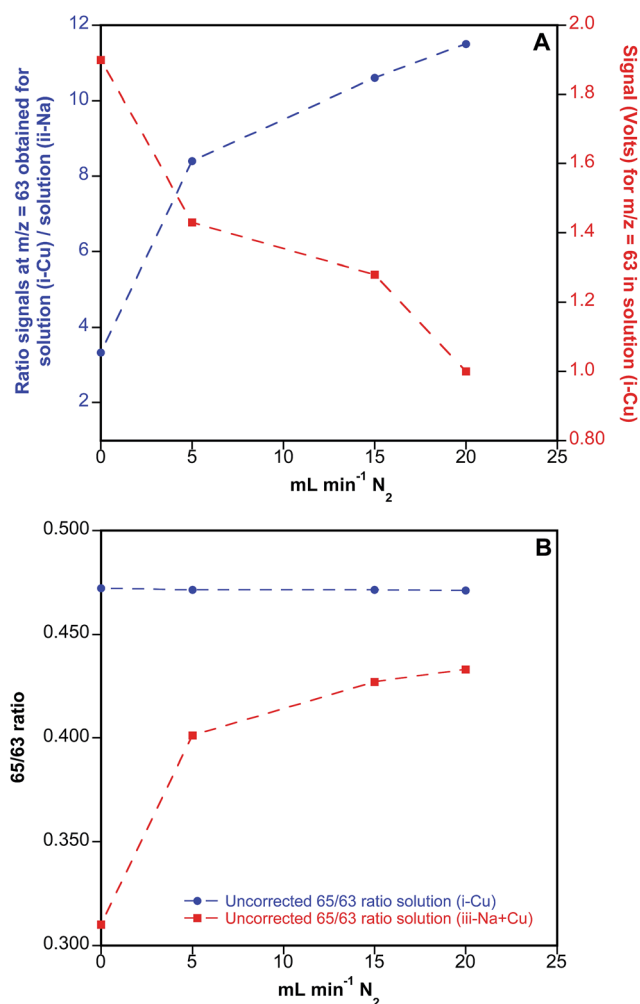 A
12
10
8
6
4
2
Ratio signals at m/z = 63 obtained for
solution (i-Cu) / solution (ii-Na)
2.0
1.8
1.6
1.4
1.2
1.0
0.80
Signal (Volts) for m/z = 63 in solution (i-Cu)
0 5 10 15 20 25
mL min⁻¹ N₂
B
0.500
0.450
0.400
0.350
0.300
65/63 ratio
Uncorrected 65/63 ratio solution (i-Cu)
Uncorrected 65/63 ratio solution (iii-Na+Cu)
0 5 10 15 20 25
mL min⁻¹ N₂